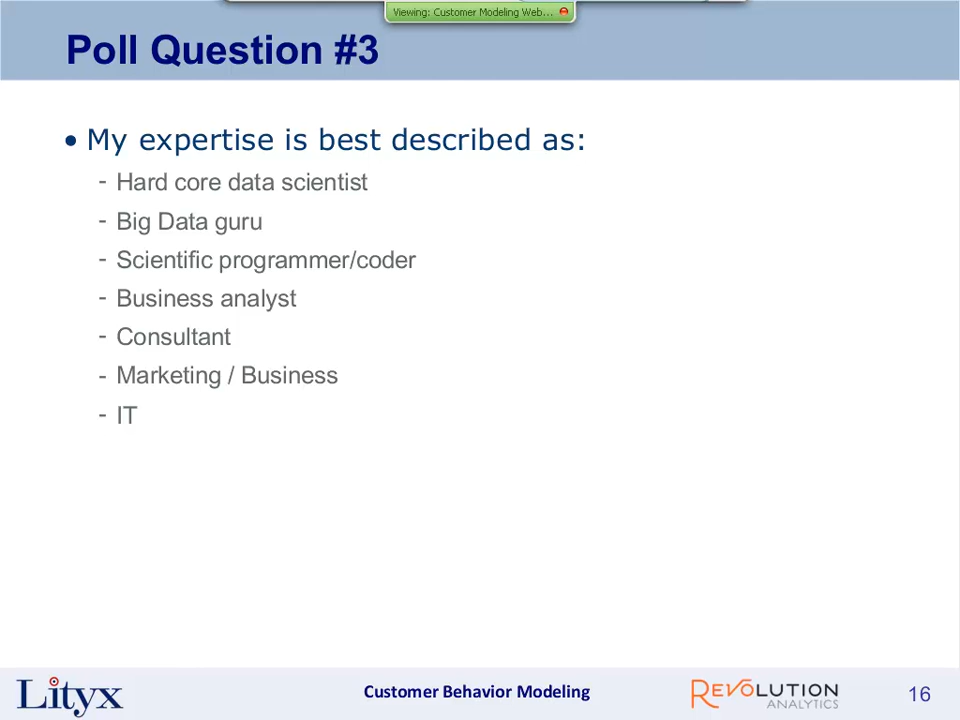 Viewing: Customer Modeling Web...
Poll Question #3
• My expertise is best described as:
- Hard core data scientist
- Big Data guru
- Scientific programmer/coder
- Business analyst
- Consultant
- Marketing / Business
- IT
Lityx
Customer Behavior Modeling
REVOLUTION
ANALYTICS
16